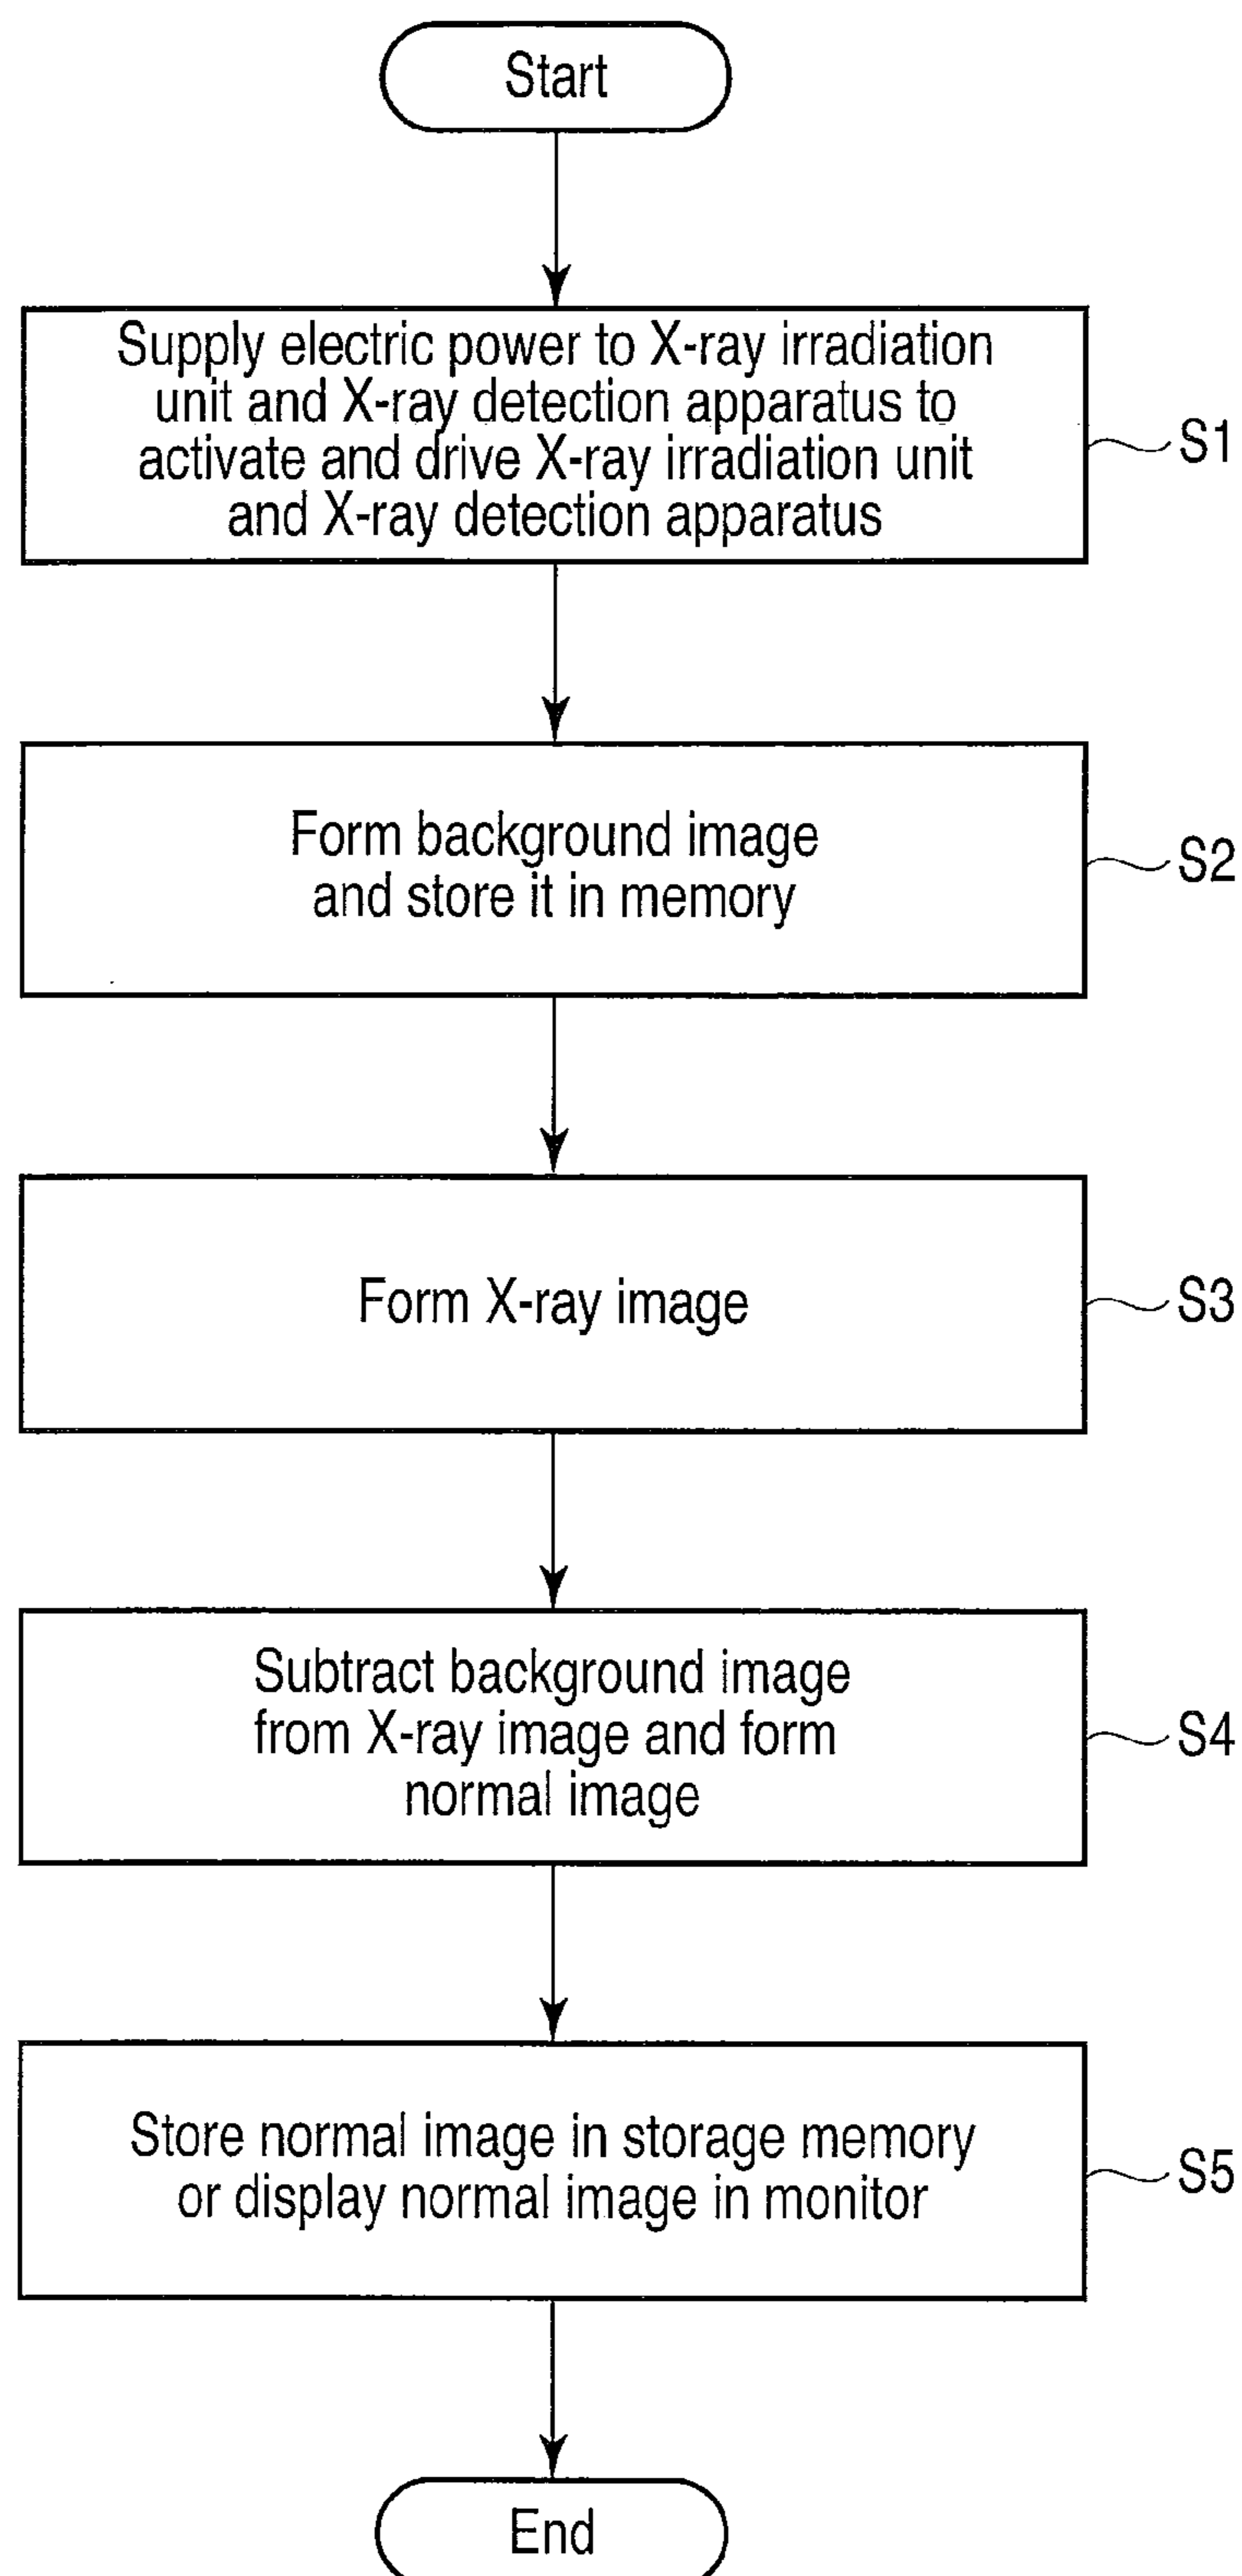 Start
Supply electric power to X-ray irradiation
unit and X-ray detection apparatus to
activate and drive X-ray irradiation unit
and X-ray detection apparatus
S1
Form background image
and store it in memory
S2
Form X-ray image
S3
Subtract background image
from X-ray image and form
normal image
S4
Store normal image in storage memory
or display normal image in monitor
S5
End